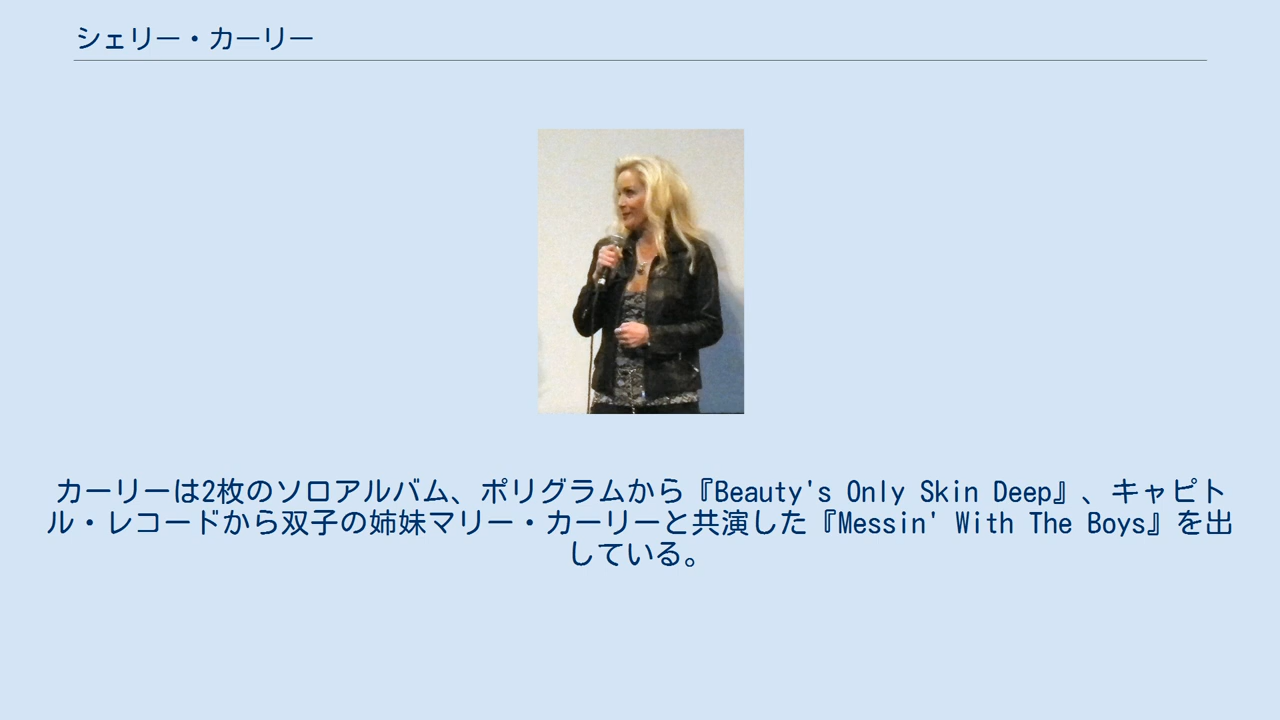 シェリー・カーリー
カーリーは2枚のソロアルバム、ポリグラムから『Beauty's Only Skin Deep』、キャピト
ル・レコードから双子の姉妹マリー・カーリーと共演した『Messin' With The Boys』を出
している。